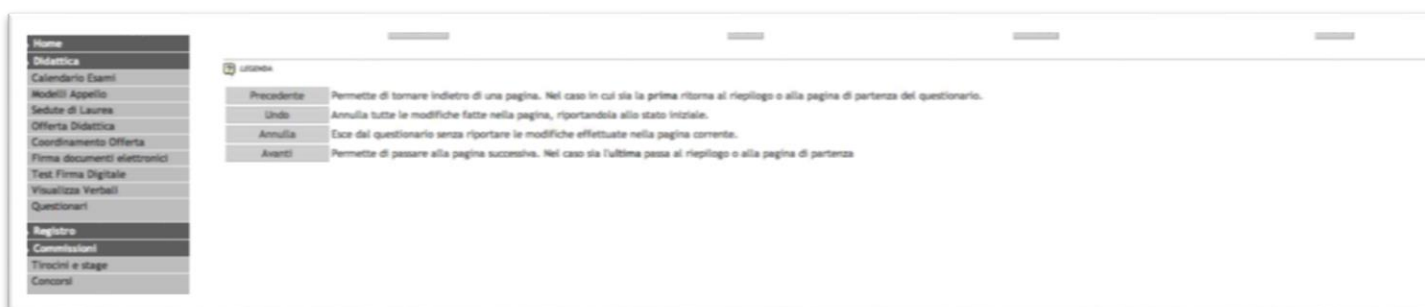 Home
Didattica
Calendario Esami
Modelli Appello
Sedute di Laurea
Offerta Didattica
Coordinamento Offerta
Firma documenti elettronici
Test Firma Digitale
Visualizza Verbali
Questionari
Registro
Commissioni
Tirocini e stage
Concorsi
LEGENDA
Precedente Permette di tornare indietro di una pagina. Nel caso in cui sia la prima ritorna al riepilogo o alla pagina di partenza del questionario.
Undo Annulla tutte le modifiche fatte nella pagina, riportandola allo stato iniziale.
Annulla Esce dal questionario senza riportare le modifiche effettuate nella pagina corrente.
Avanti Permette di passare alla pagina successiva. Nel caso sia l'ultima passa al riepilogo o alla pagina di partenza